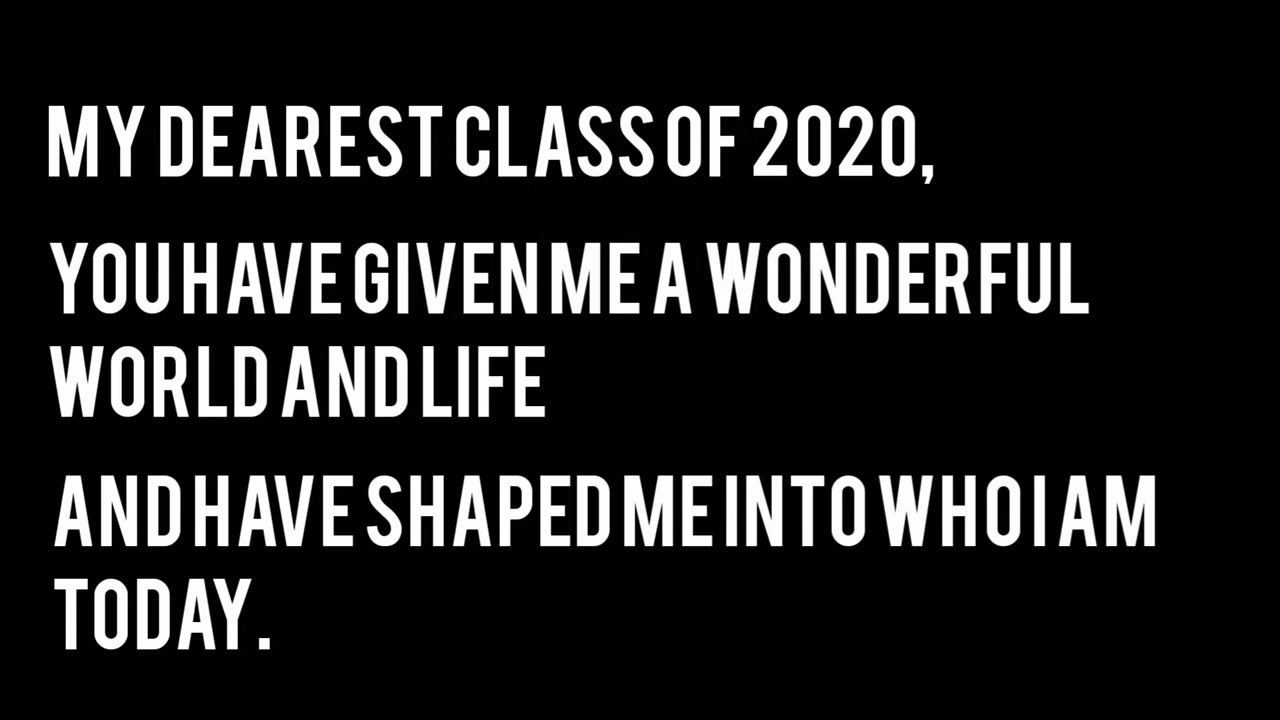 MY DEAREST CLASS OF 2020,
YOU HAVE GIVEN ME A WONDERFUL
WORLD AND LIFE
AND HAVE SHAPED ME INTO WHO I AM
TODAY.